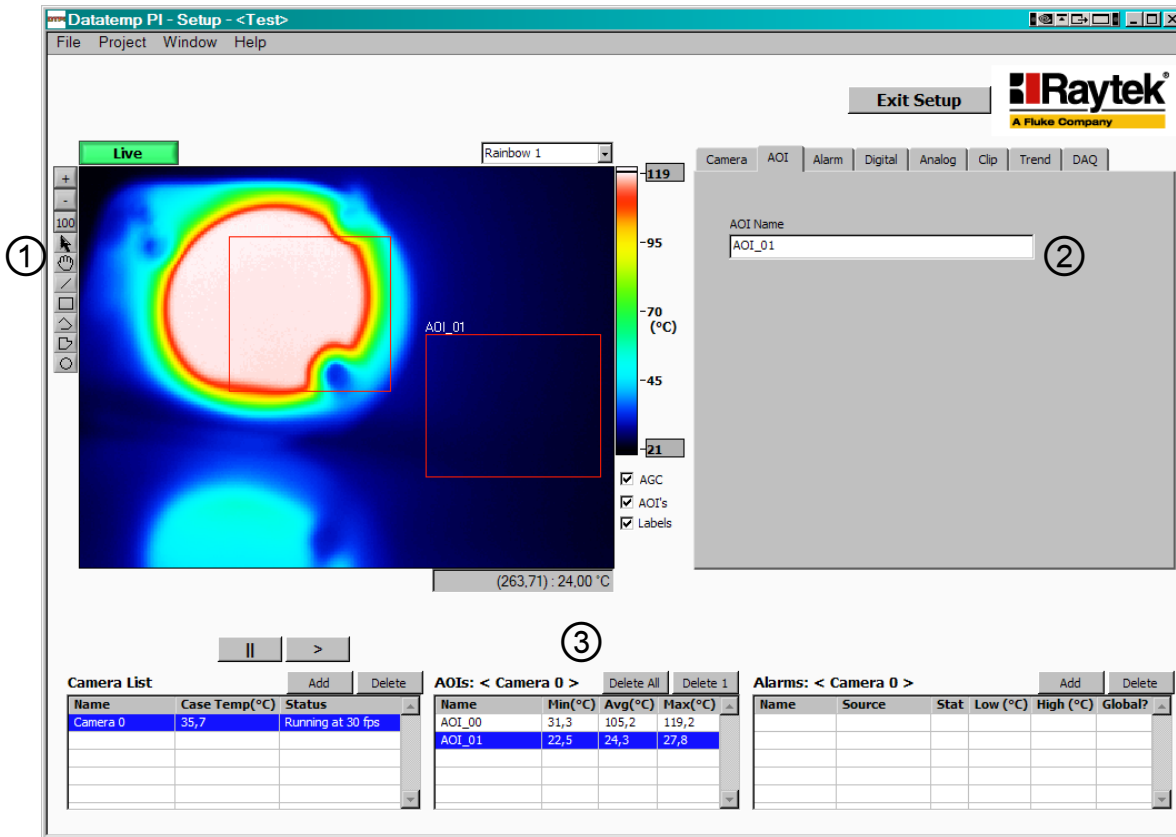 Datatemp PI - Setup - <Test>
File Project Window Help
Exit Setup
Raytek®
A Fluke Company
Live
Rainbow 1
Camera AOI Alarm Digital Analog Clip Trend DAQ
+
-
100
119
95
70
(°C)
45
21
AOI Name
AOI_01
1
2
AOI_01
AGC
AOI's
Labels
(263,71) : 24,00 °C
3
|| >
Camera List Add Delete
Name Case Temp(°C) Status
Camera 0 35,7 Running at 30 fps
AOIs: < Camera 0 > Delete All Delete 1
Name Min(°C) Avg(°C) Max(°C)
AOI_00 31,3 105,2 119,2
AOI_01 22,5 24,3 27,8
Alarms: < Camera 0 > Add Delete
Name Source Stat Low (°C) High (°C) Global?